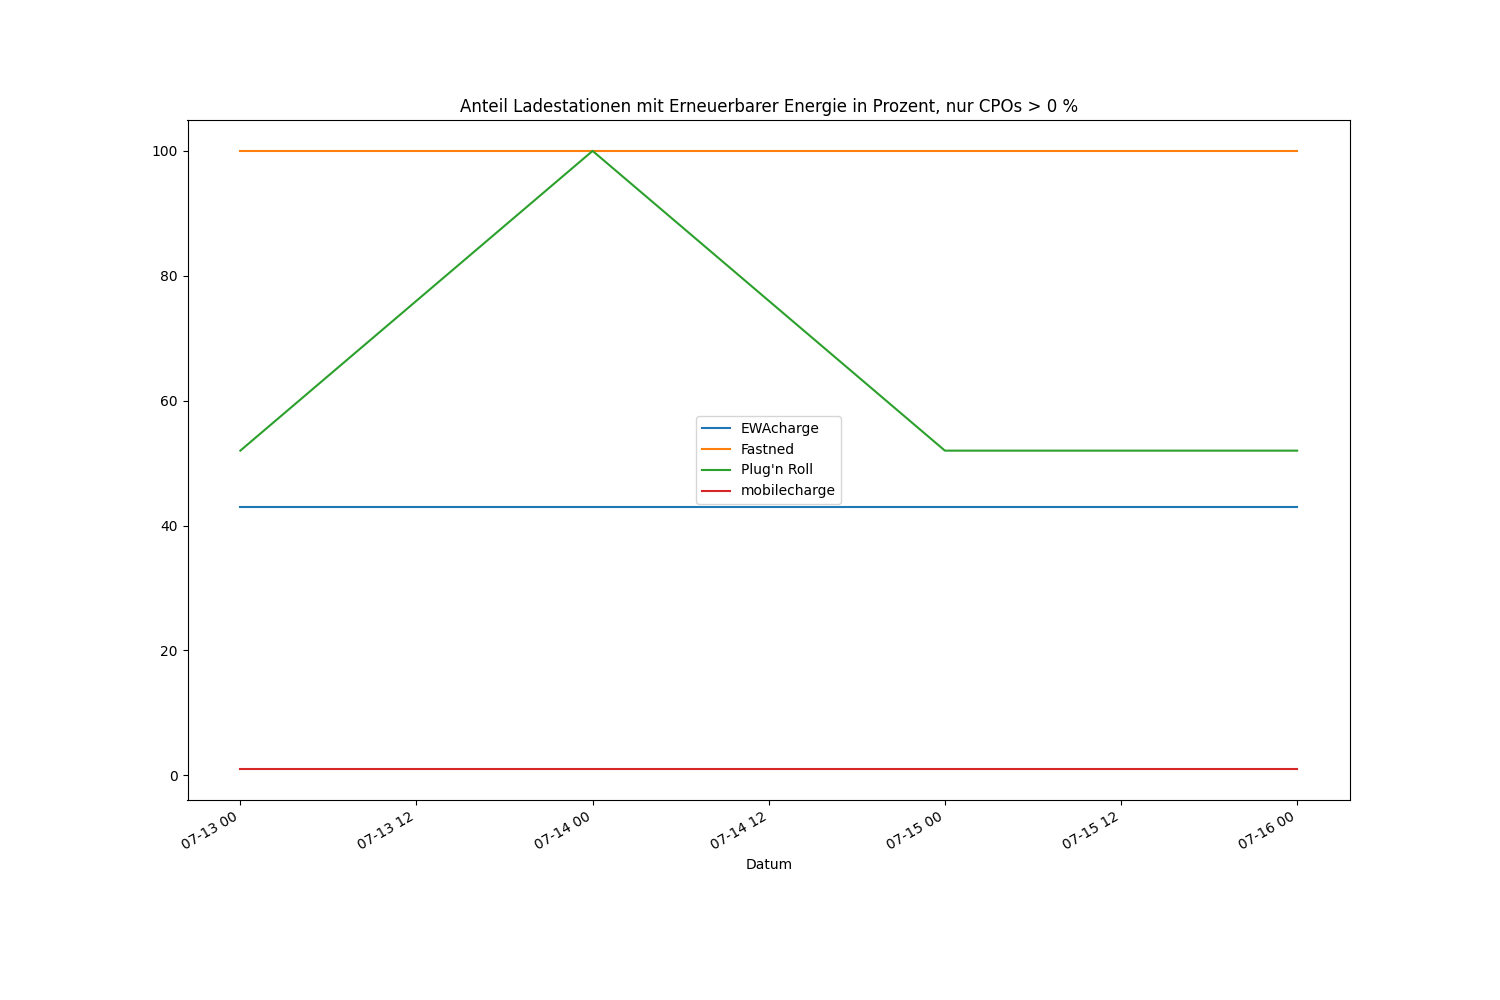 Anteil Ladestationen mit Erneuerbarer Energie in Prozent, nur CPOs > 0 %
100
80
60
40
20
0
EWAcharge
Fastned
Plug'n Roll
mobilecharge
07-13 00
07-13 12
07-14 00
07-14 12
07-15 00
07-15 12
07-16 00
Datum